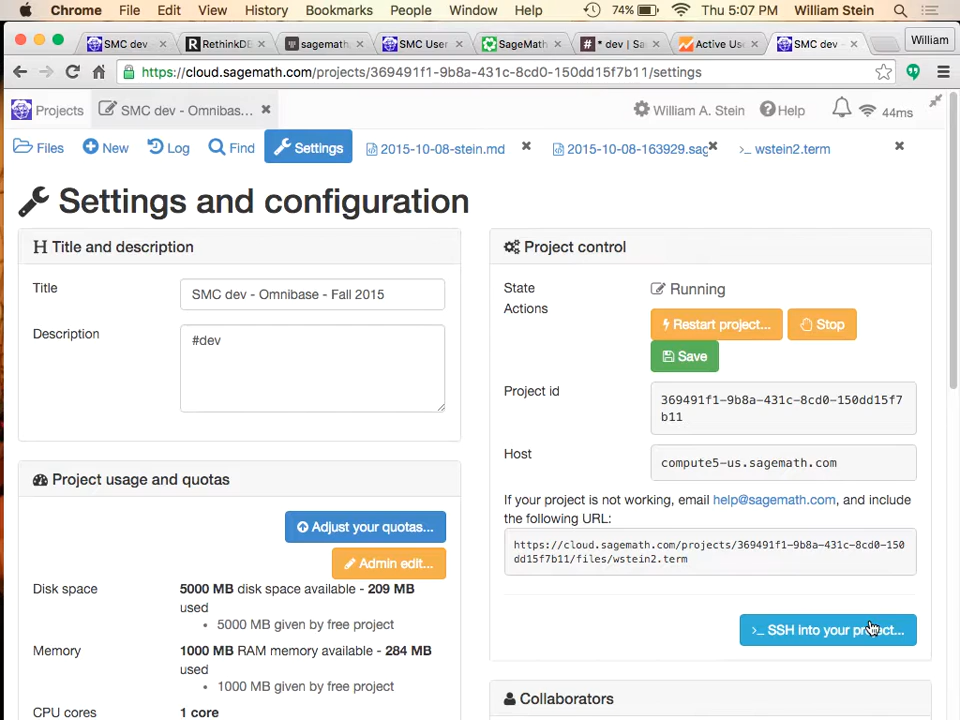 Chrome File Edit View History Bookmarks People Window Help 74% Thu 5:07 PM William Stein
SMC dev RethinkDB sagemath. SMC User SageMath * dev | Sa Active Use SMC dev William
https://cloud.sagemath.com/projects/369491f1-9b8a-431c-8cd0-150dd15f7b11/settings
Projects SMC dev - Omnibas... William A. Stein Help 44ms
Files New Log Find Settings 2015-10-08-stein.md 2015-10-08-163929.sag wstein2.term
Settings and configuration
Title and description
Title SMC dev - Omnibase - Fall 2015
Description #dev
Project usage and quotas
Adjust your quotas...
Admin edit...
Disk space 5000 MB disk space available - 209 MB
used
5000 MB given by free project
Memory 1000 MB RAM memory available - 284 MB
used
1000 MB given by free project
CPU cores 1 core
Project control
State Running
Actions Restart project... Stop
Save
Project id 369491f1-9b8a-431c-8cd0-150dd15f7
b11
Host compute5-us.sagemath.com
If your project is not working, email help@sagemath.com, and include
the following URL:
https://cloud.sagemath.com/projects/369491f1-9b8a-431c-8cd0-150
dd15f7b11/files/wstein2.term
>_ SSH into your project...
Collaborators